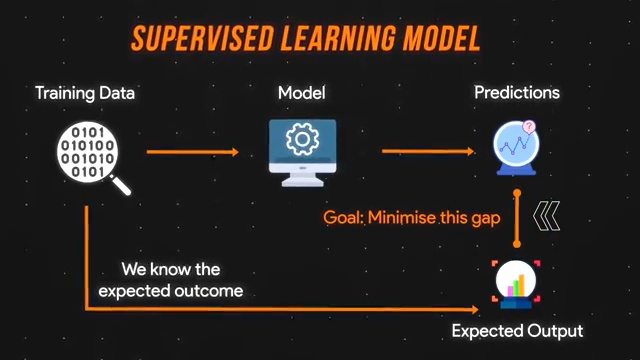 SUPERVISED LEARNING MODEL
Training Data
Model
Predictions
0101
010100
001010
0101
?
Goal: Minimise this gap
We know the
expected outcome
Expected Output